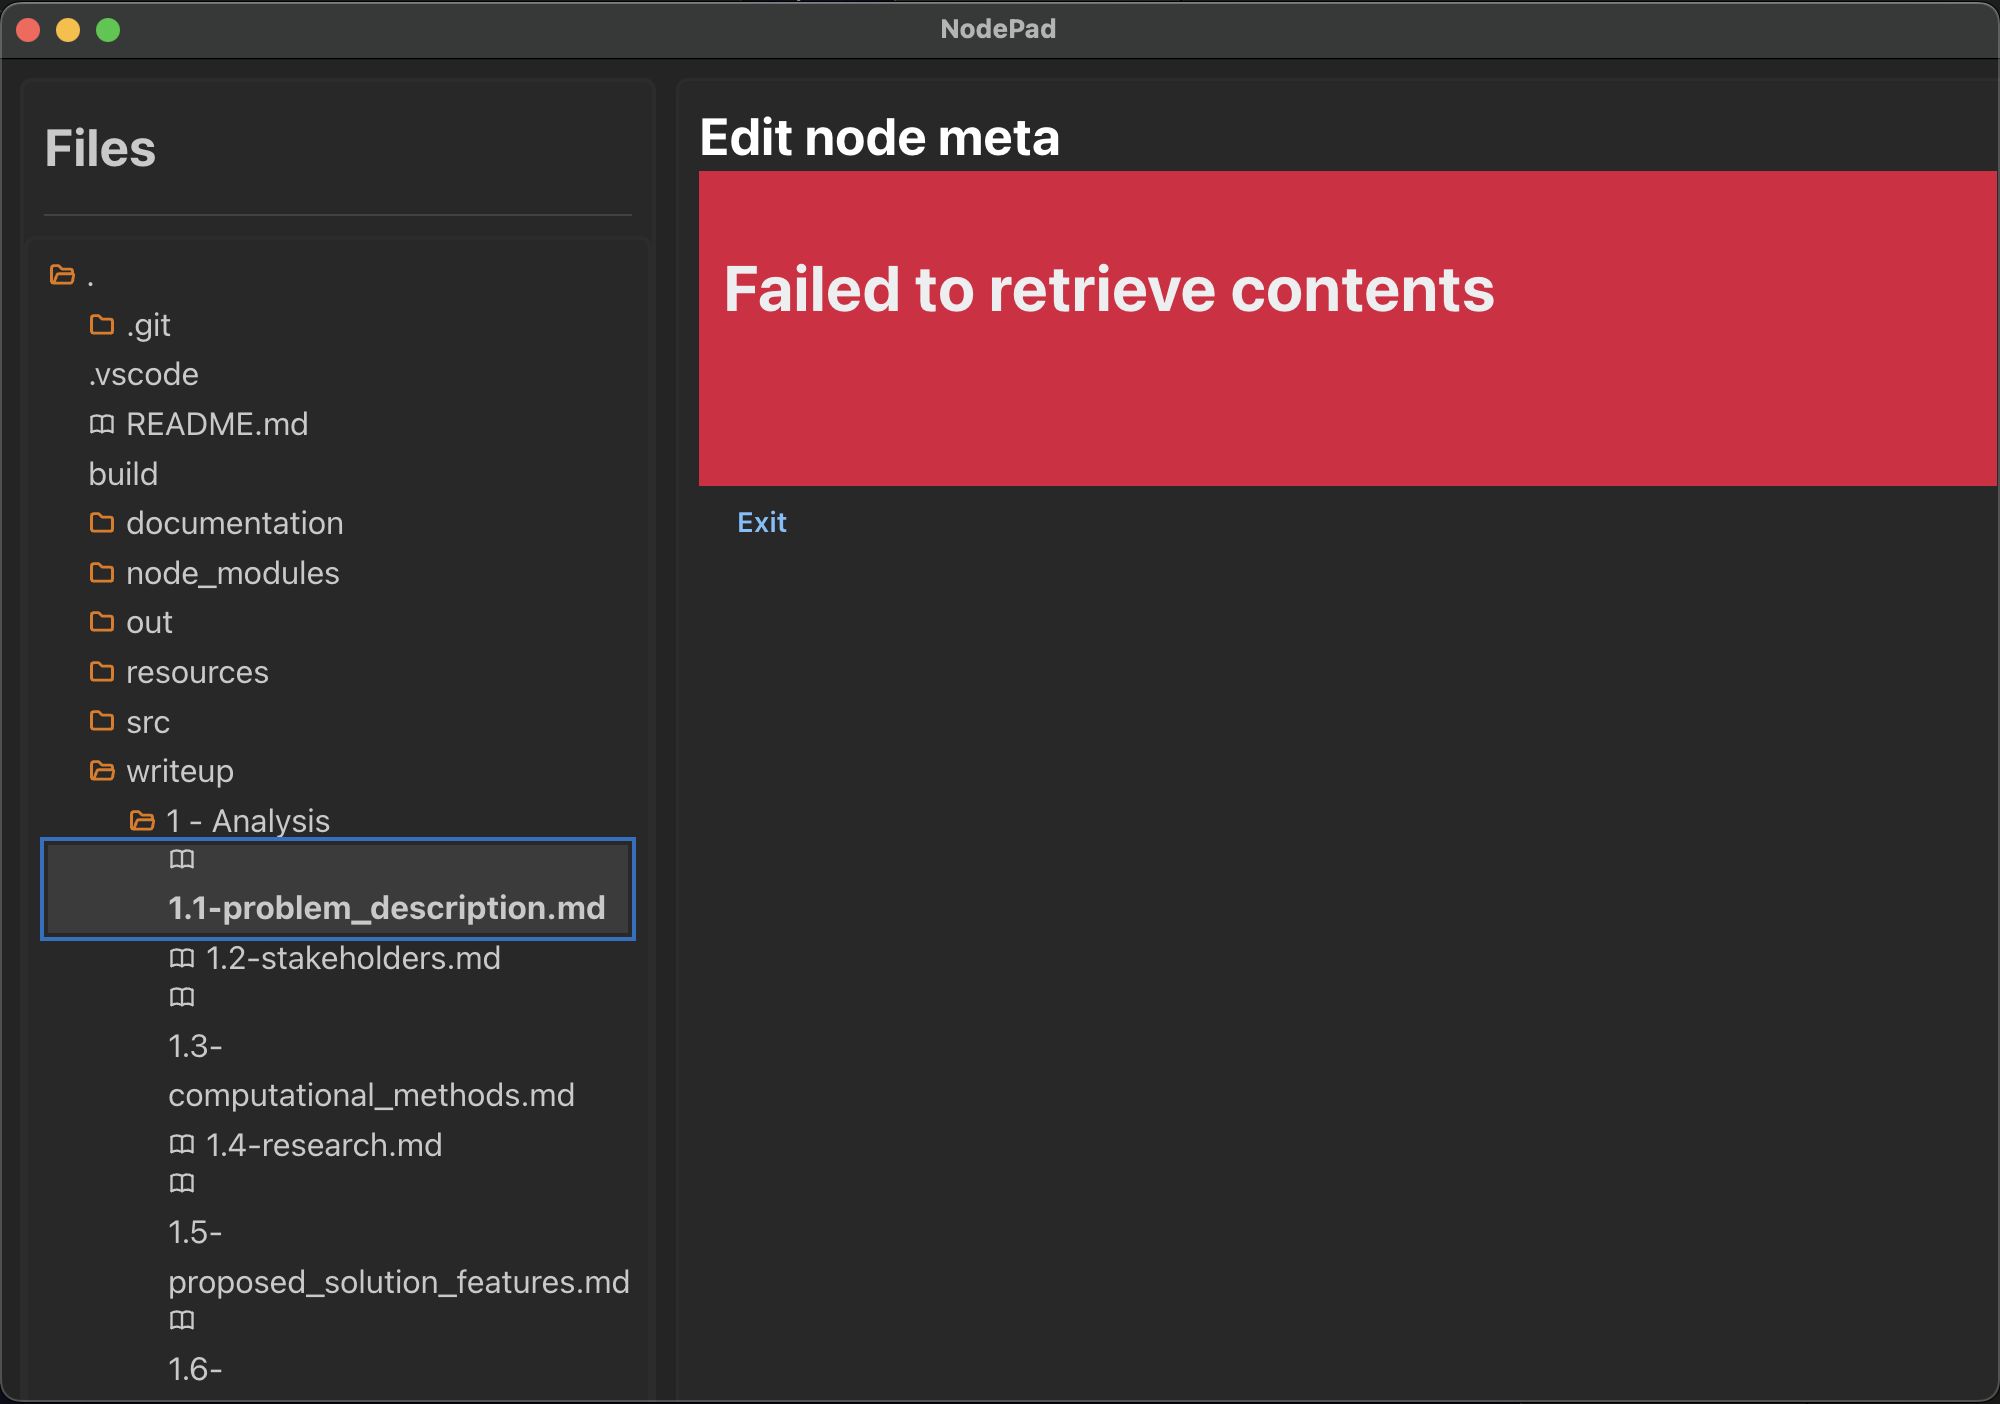 NodePad
Files
.
.git
.vscode
README.md
build
documentation
node_modules
out
resources
src
writeup
1 - Analysis
1.1-problem_description.md
1.2-stakeholders.md
1.3-
computational_methods.md
1.4-research.md
1.5-
proposed_solution_features.md
1.6-
Edit node meta
Failed to retrieve contents
Exit